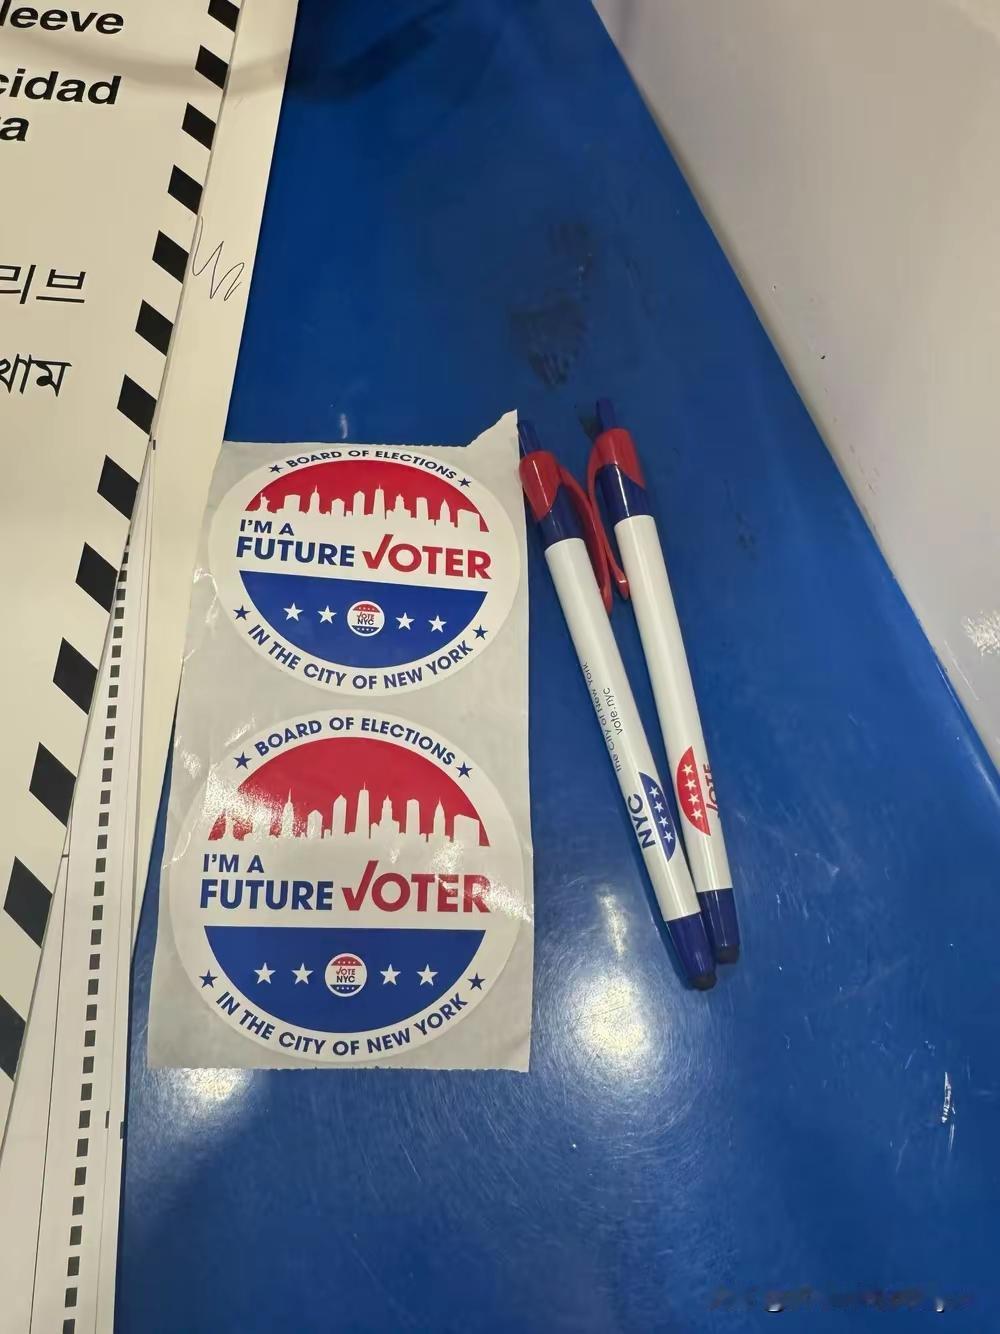 leeve
cidad
a
리브
খাম
★ BOARD OF ELECTIONS ★
I'M A
FUTURE VOTER
VOTE
NYC
★ IN THE CITY OF NEW YORK ★
★ BOARD OF ELECTIONS ★
I'M A
FUTURE VOTER
VOTE
NYC
★ IN THE CITY OF NEW YORK ★
the City of New York
vote.nyc
NYC
VOTE